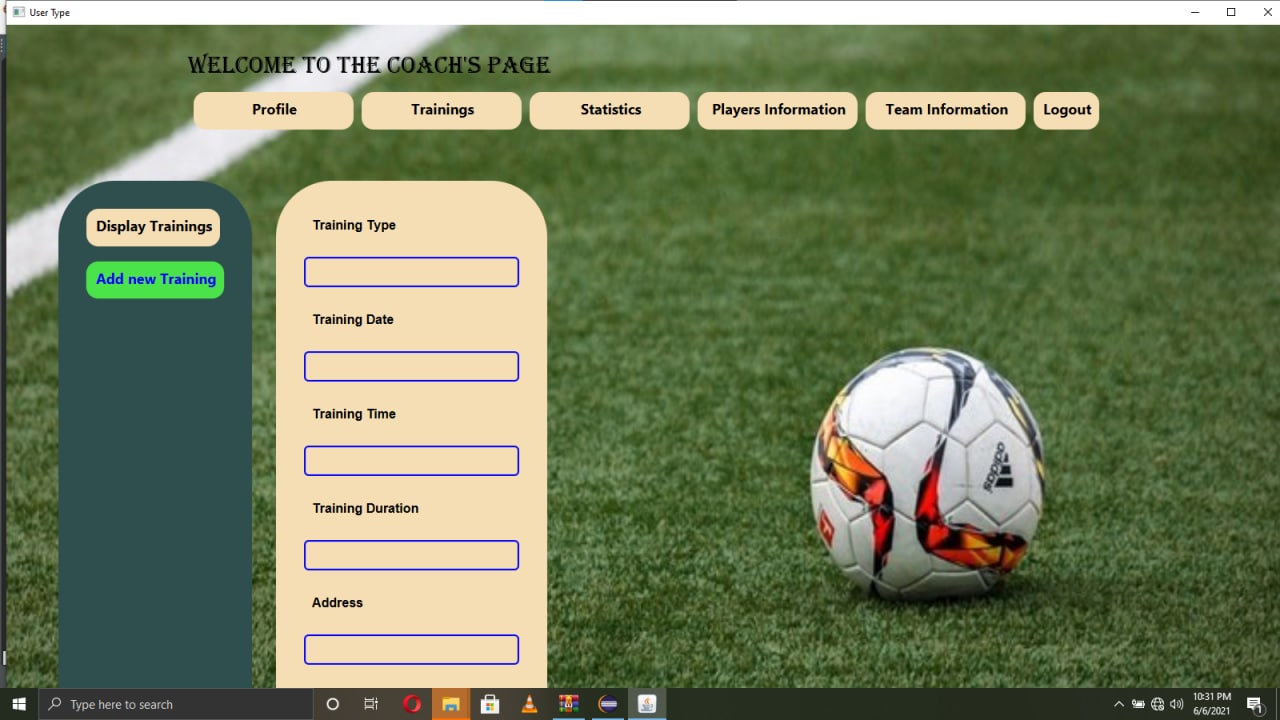 User Type
WELCOME TO THE COACH'S PAGE
Profile Trainings Statistics Players Information Team Information Logout
Display Trainings
Add new Training
Training Type
Training Date
Training Time
Training Duration
Address
adidas
Type here to search
10:31 PM
6/6/2021
1